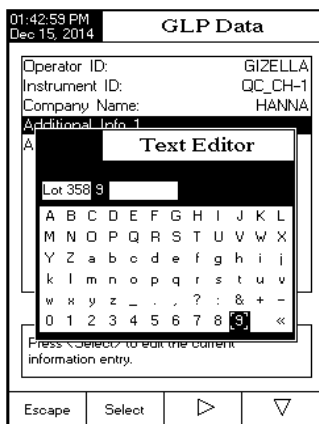 01:42:59 PM
Dec 15, 2014
GLP Data
Operator ID: GIZELLA
Instrument ID: QC_CH-1
Company Name: HANNA
Additional Info 1
A
Text Editor
Lot 358 9
A B C D E F G H I J K L
M N O P Q R S T U V W X
Y Z a b c d e f g h i j
k l m n o p q r s t u v
w x y z _ . , ? : & + -
0 1 2 3 4 5 6 7 8 [9] «
Press <Select> to edit the current
information entry.
Escape Select